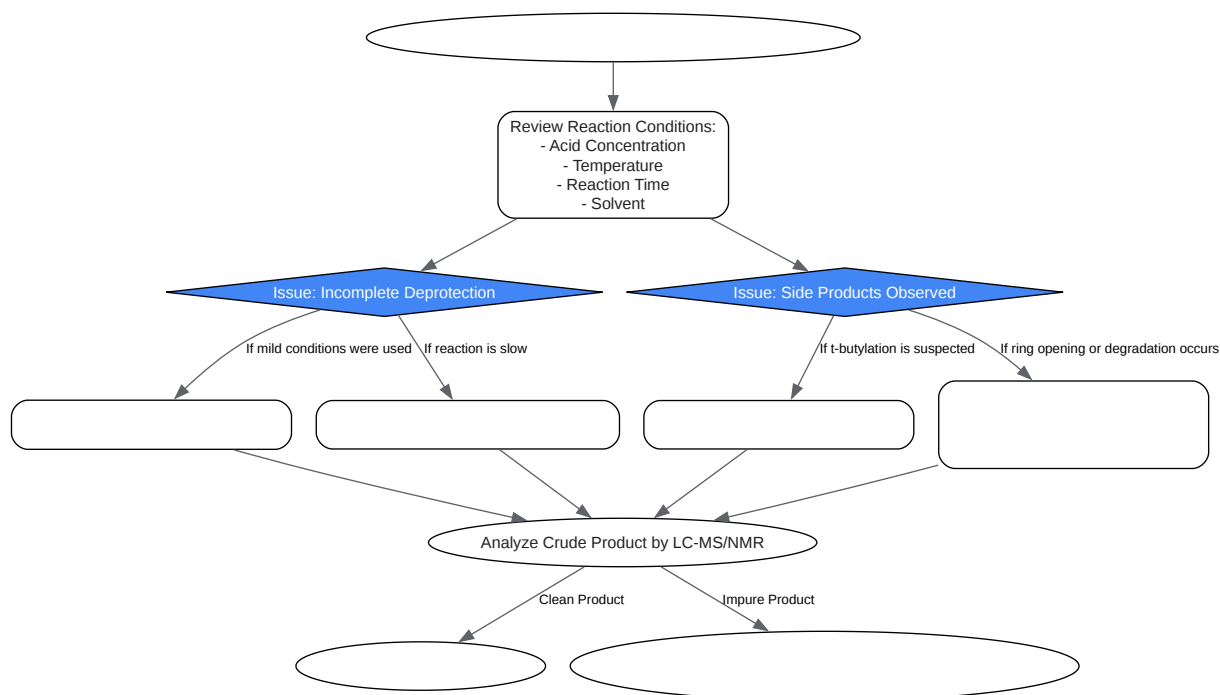 Review Reaction Conditions:
- Acid Concentration
- Temperature
- Reaction Time
- Solvent
Issue: Incomplete Deprotection
Issue: Side Products Observed
If mild conditions were used
If reaction is slow
If t-butylation is suspected
If ring opening or degradation occurs
Analyze Crude Product by LC-MS/NMR
Clean Product
Impure Product